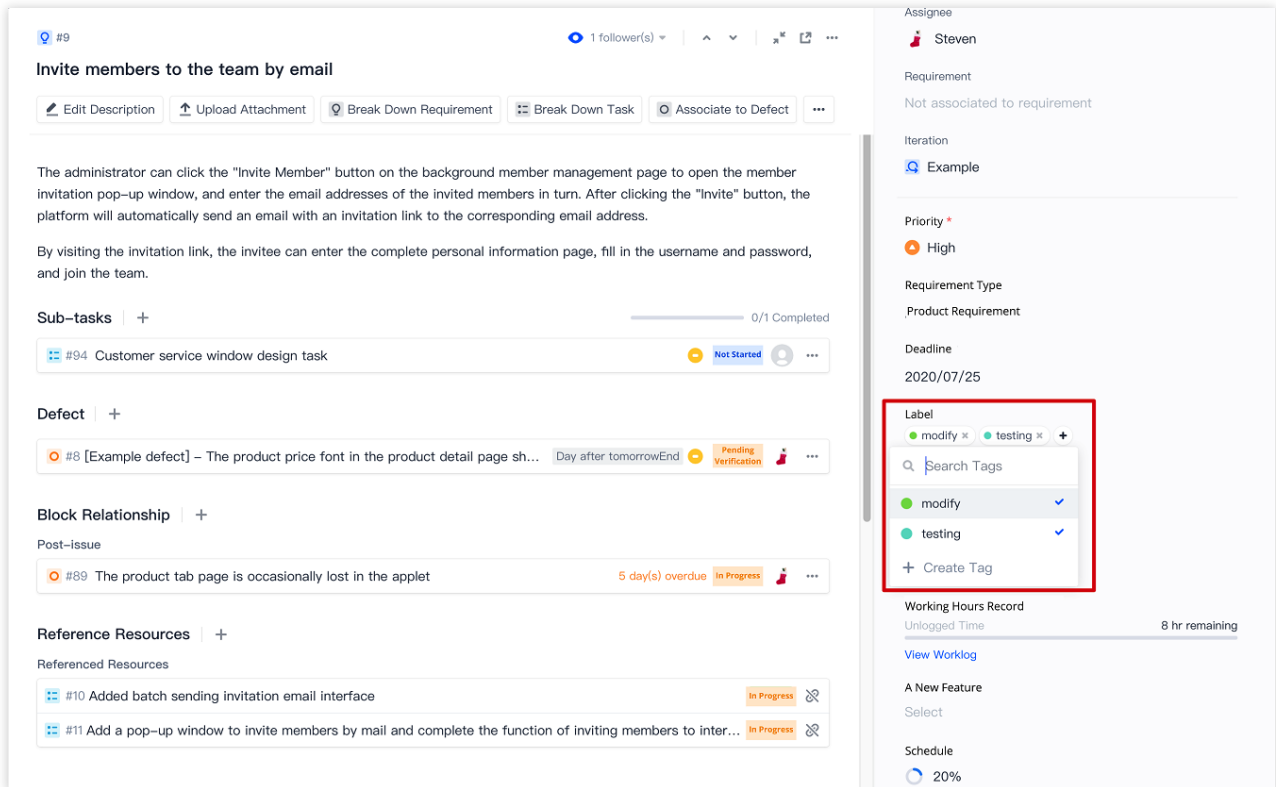 #9
1 follower(s)
Invite members to the team by email
Edit Description
Upload Attachment
Break Down Requirement
Break Down Task
Associate to Defect
The administrator can click the "Invite Member" button on the background member management page to open the member
invitation pop-up window, and enter the email addresses of the invited members in turn. After clicking the "Invite" button, the
platform will automatically send an email with an invitation link to the corresponding email address.
By visiting the invitation link, the invitee can enter the complete personal information page, fill in the username and password,
and join the team.
Sub-tasks
0/1 Completed
#94 Customer service window design task
Not Started
Defect
#8 [Example defect] - The product price font in the product detail page sh...
Day after tomorrowEnd
Pending
Verification
Block Relationship
Post-issue
#89 The product tab page is occasionally lost in the applet
5 day(s) overdue
In Progress
Reference Resources
Referenced Resources
#10 Added batch sending invitation email interface
In Progress
#11 Add a pop-up window to invite members by mail and complete the function of inviting members to inter...
In Progress
Assignee
Steven
Requirement
Not associated to requirement
Iteration
Example
Priority *
High
Requirement Type
Product Requirement
Deadline
2020/07/25
Label
modify × testing × +
Search Tags
modify
testing
+ Create Tag
Working Hours Record
Unlogged Time
8 hr remaining
View Worklog
A New Feature
Select
Schedule
20%